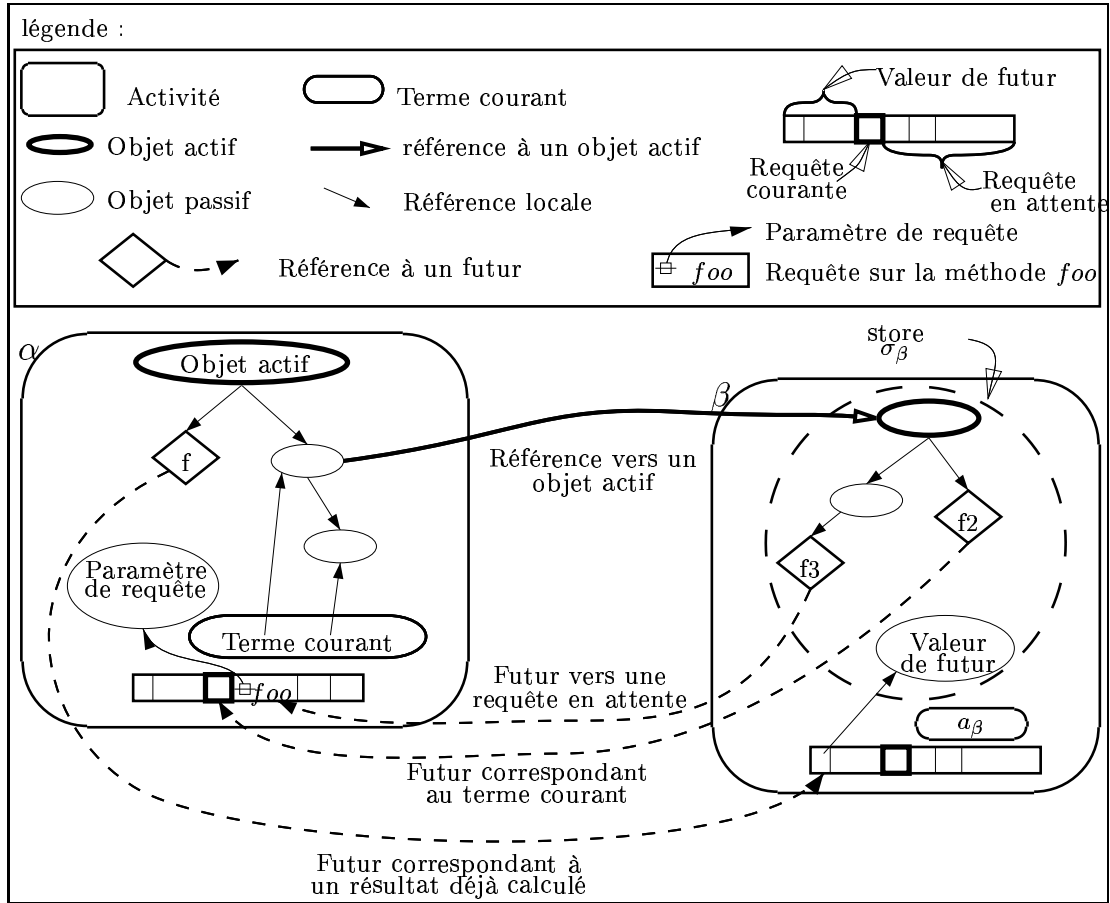 légende :
Activité
Terme courant
Valeur de futur
Objet actif
référence à un objet actif
Requête
courante
Requête
en attente
Objet passif
Référence locale
Paramètre de requête
Référence à un futur
foo
Requête sur la méthode foo
α
Objet actif
store
σβ
β
f
Référence vers un
objet actif
f2
f3
Paramètre
de requête
Terme courant
Valeur
de futur
foo
Futur vers une
requête en attente
aβ
Futur correspondant
au terme courant
Futur correspondant à
un résultat déjà calculé